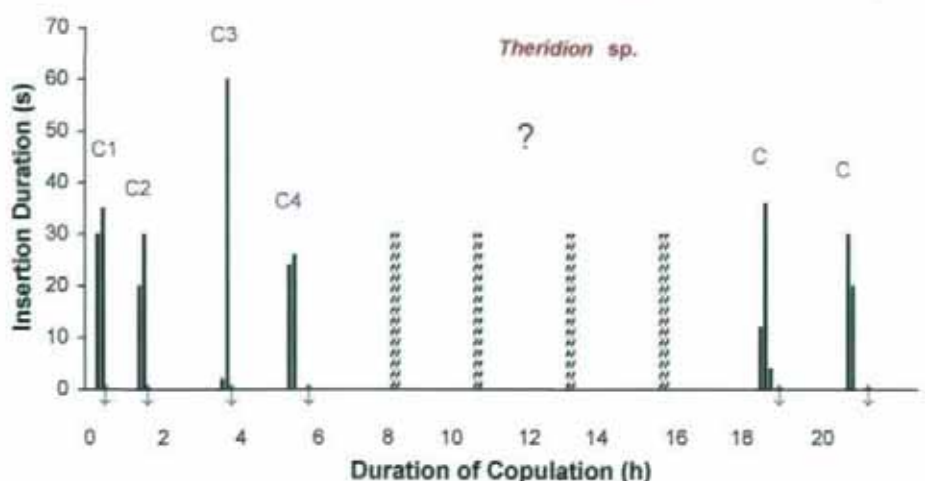 Theridion sp.
Insertion Duration (s)
70
60
50
40
30
20
10
0
C1
C2
C3
C4
?
C
C
0 2 4 6 8 10 12 14 16 18 20
Duration of Copulation (h)